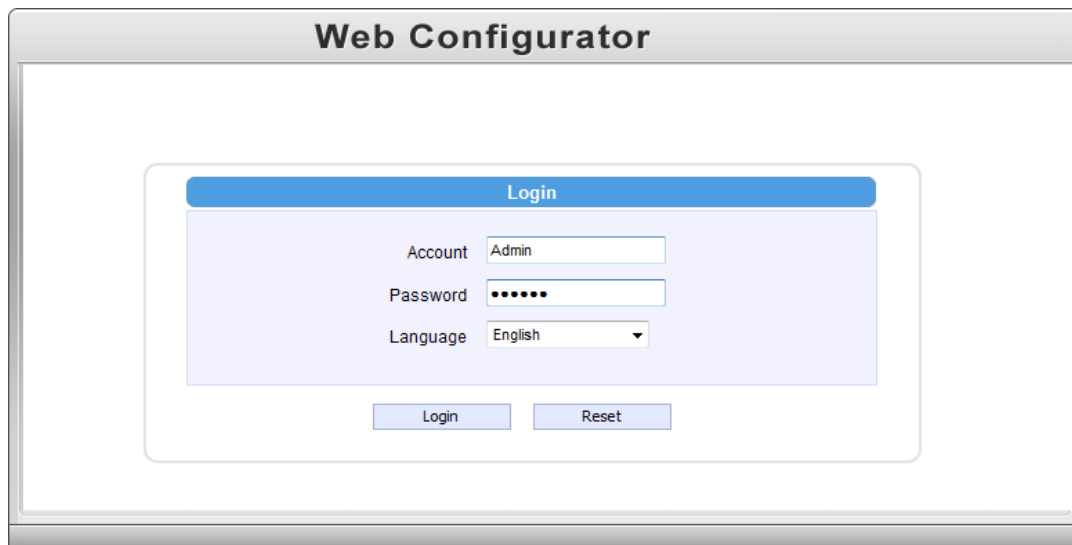 Web Configurator
Login
Account Admin
Password ••••••
Language English
Login Reset